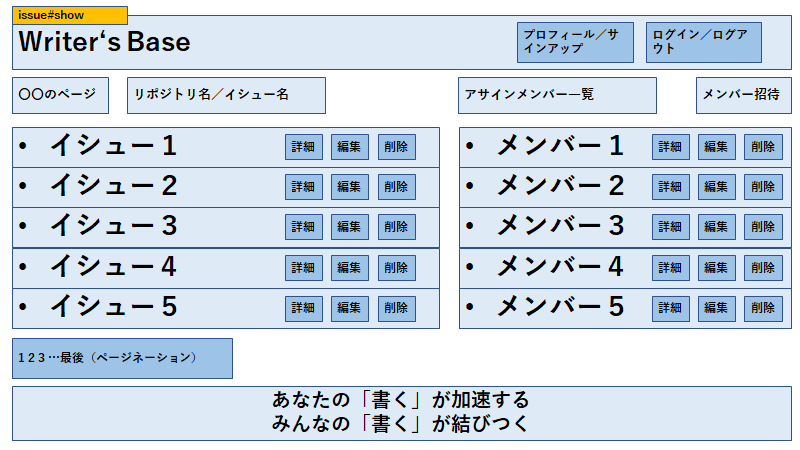 issue#show
Writer‘s Base
プロフィール／サ
インアップ
ログイン／ログア
ウト
〇〇のページ
リポジトリ名／イシュー名
アサインメンバー一覧
メンバー招待
• イシュー１ 詳細 編集 削除
• イシュー２ 詳細 編集 削除
• イシュー３ 詳細 編集 削除
• イシュー４ 詳細 編集 削除
• イシュー５ 詳細 編集 削除
• メンバー１ 詳細 編集 削除
• メンバー２ 詳細 編集 削除
• メンバー３ 詳細 編集 削除
• メンバー４ 詳細 編集 削除
• メンバー５ 詳細 編集 削除
1 2 3 …最後（ページネーション）
あなたの「書く」が加速する
みんなの「書く」が結びつく